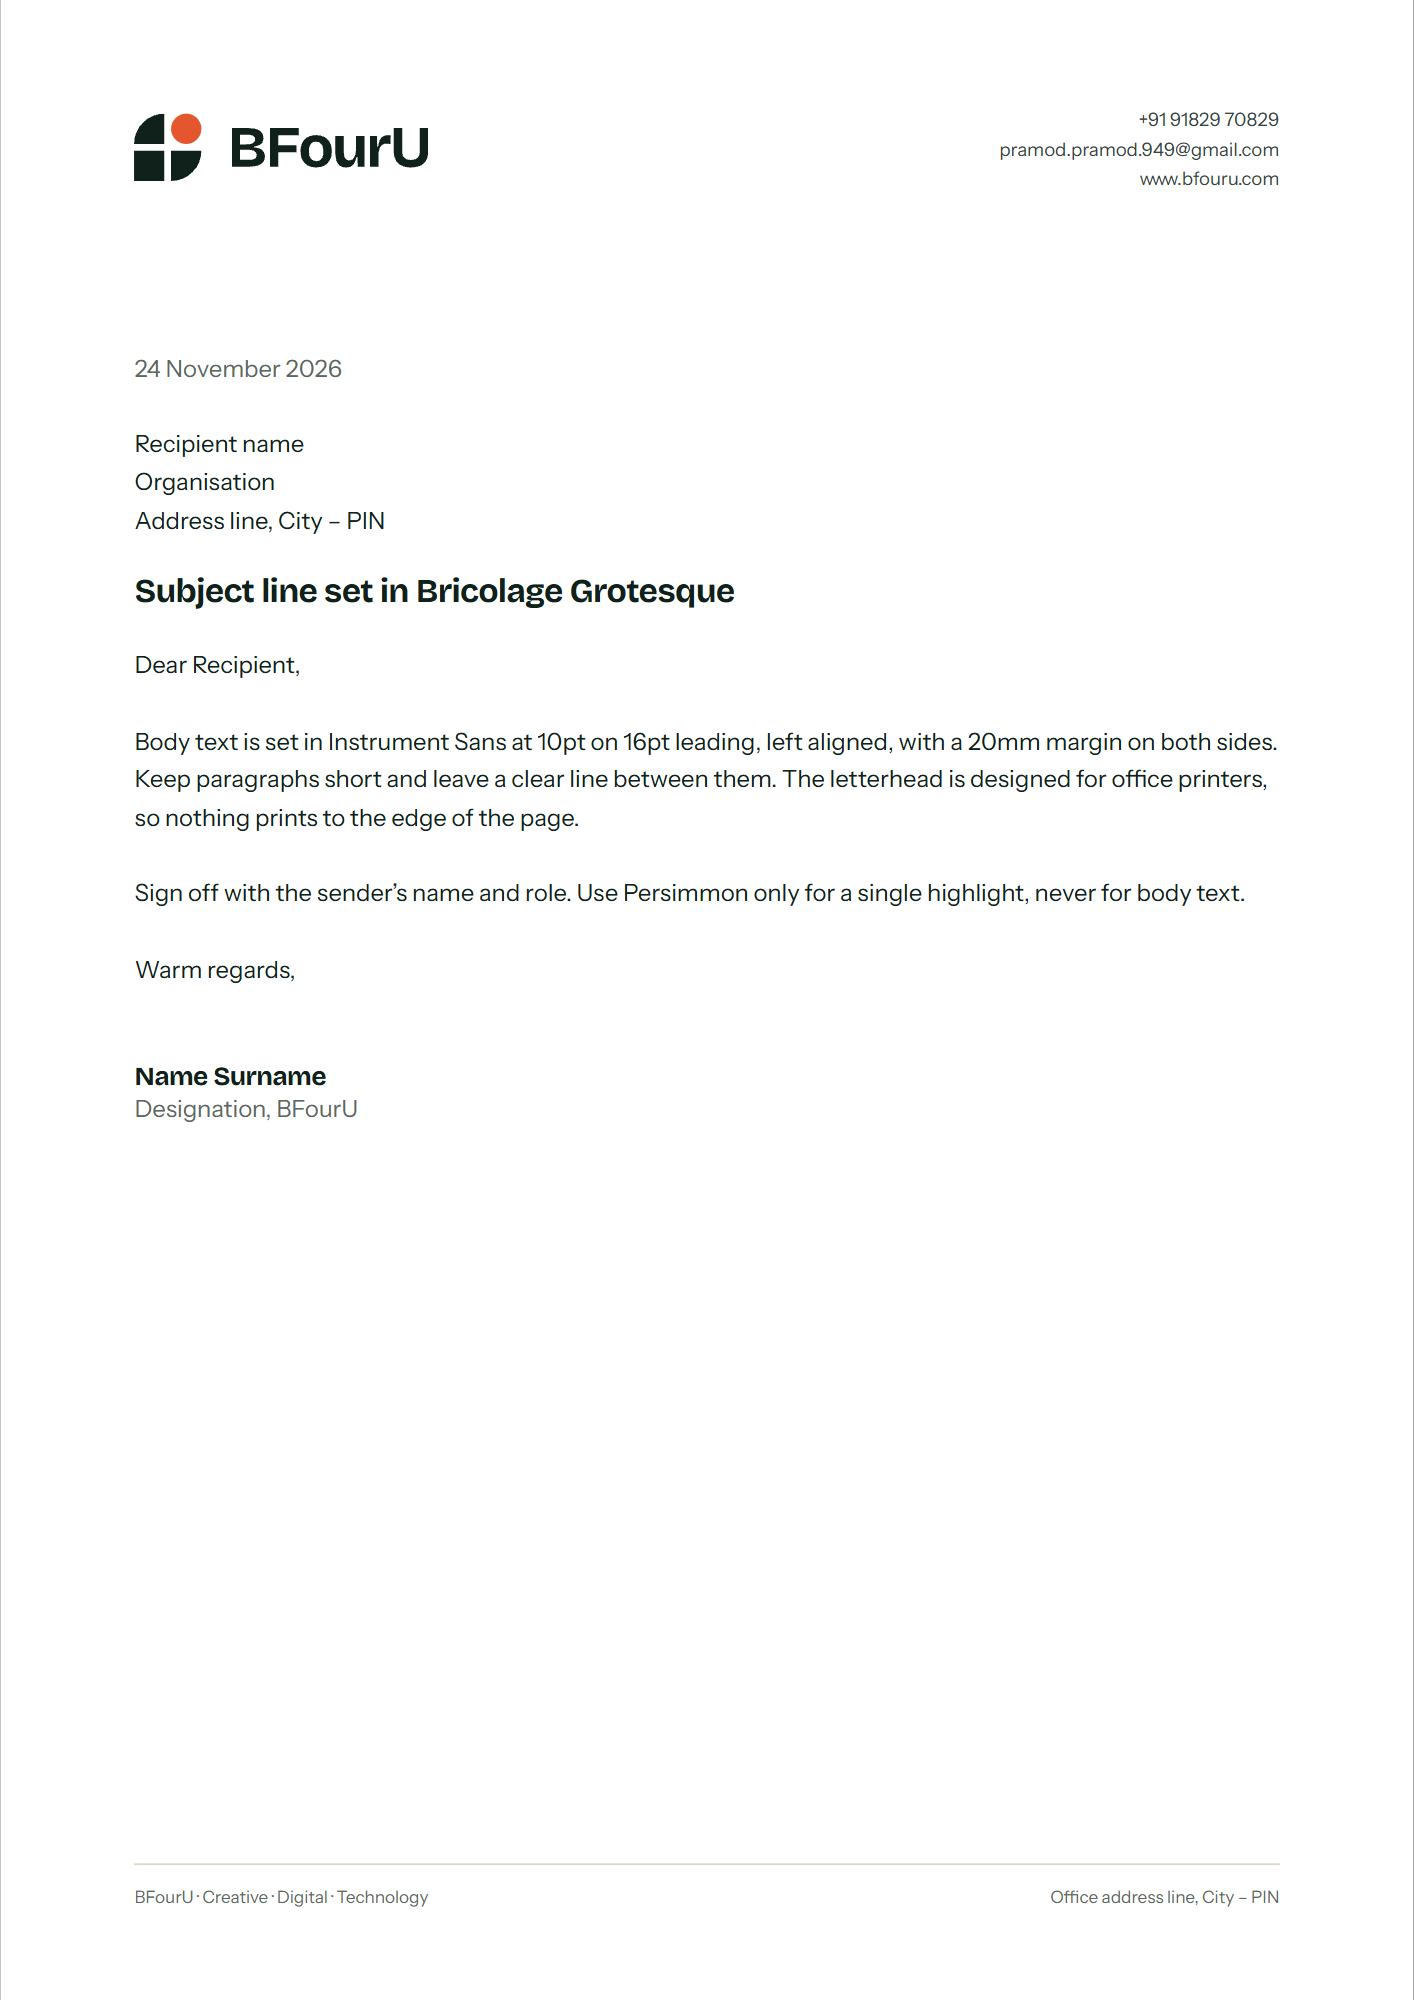 BFourU
+91 91829 70829
pramod.pramod.949@gmail.com
www.bfouru.com
24 November 2026
Recipient name
Organisation
Address line, City – PIN
Subject line set in Bricolage Grotesque
Dear Recipient,
Body text is set in Instrument Sans at 10pt on 16pt leading, left aligned, with a 20mm margin on both sides.
Keep paragraphs short and leave a clear line between them. The letterhead is designed for office printers,
so nothing prints to the edge of the page.
Sign off with the sender’s name and role. Use Persimmon only for a single highlight, never for body text.
Warm regards,
Name Surname
Designation, BFourU
BFourU · Creative · Digital · Technology
Office address line, City – PIN